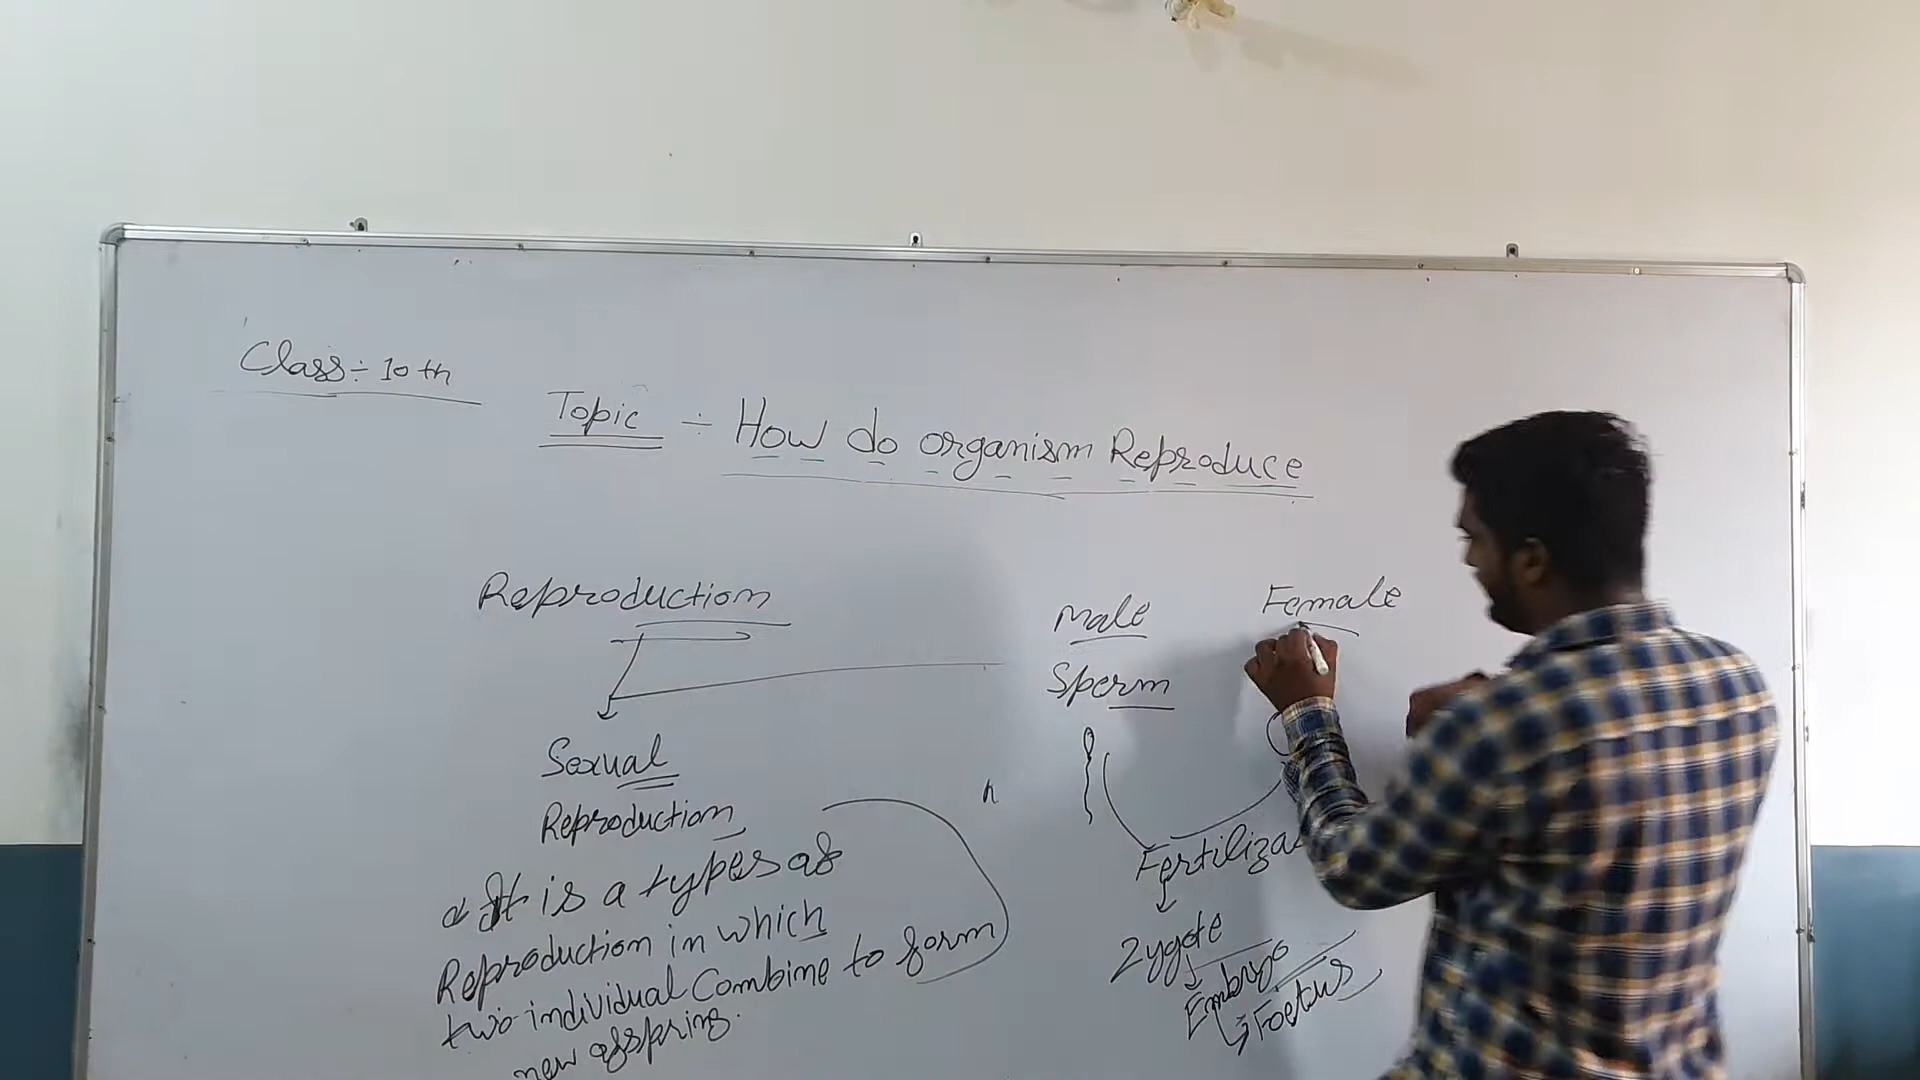 Class÷ 10th
Topic ÷ How do organism Reproduce
Reproduction
Sexual
Reproduction
It is a types of
Reproduction in which
two individual Combine to form
new offspring.
Male
Female
Sperm
h
Zygote
Embryo
Foetus